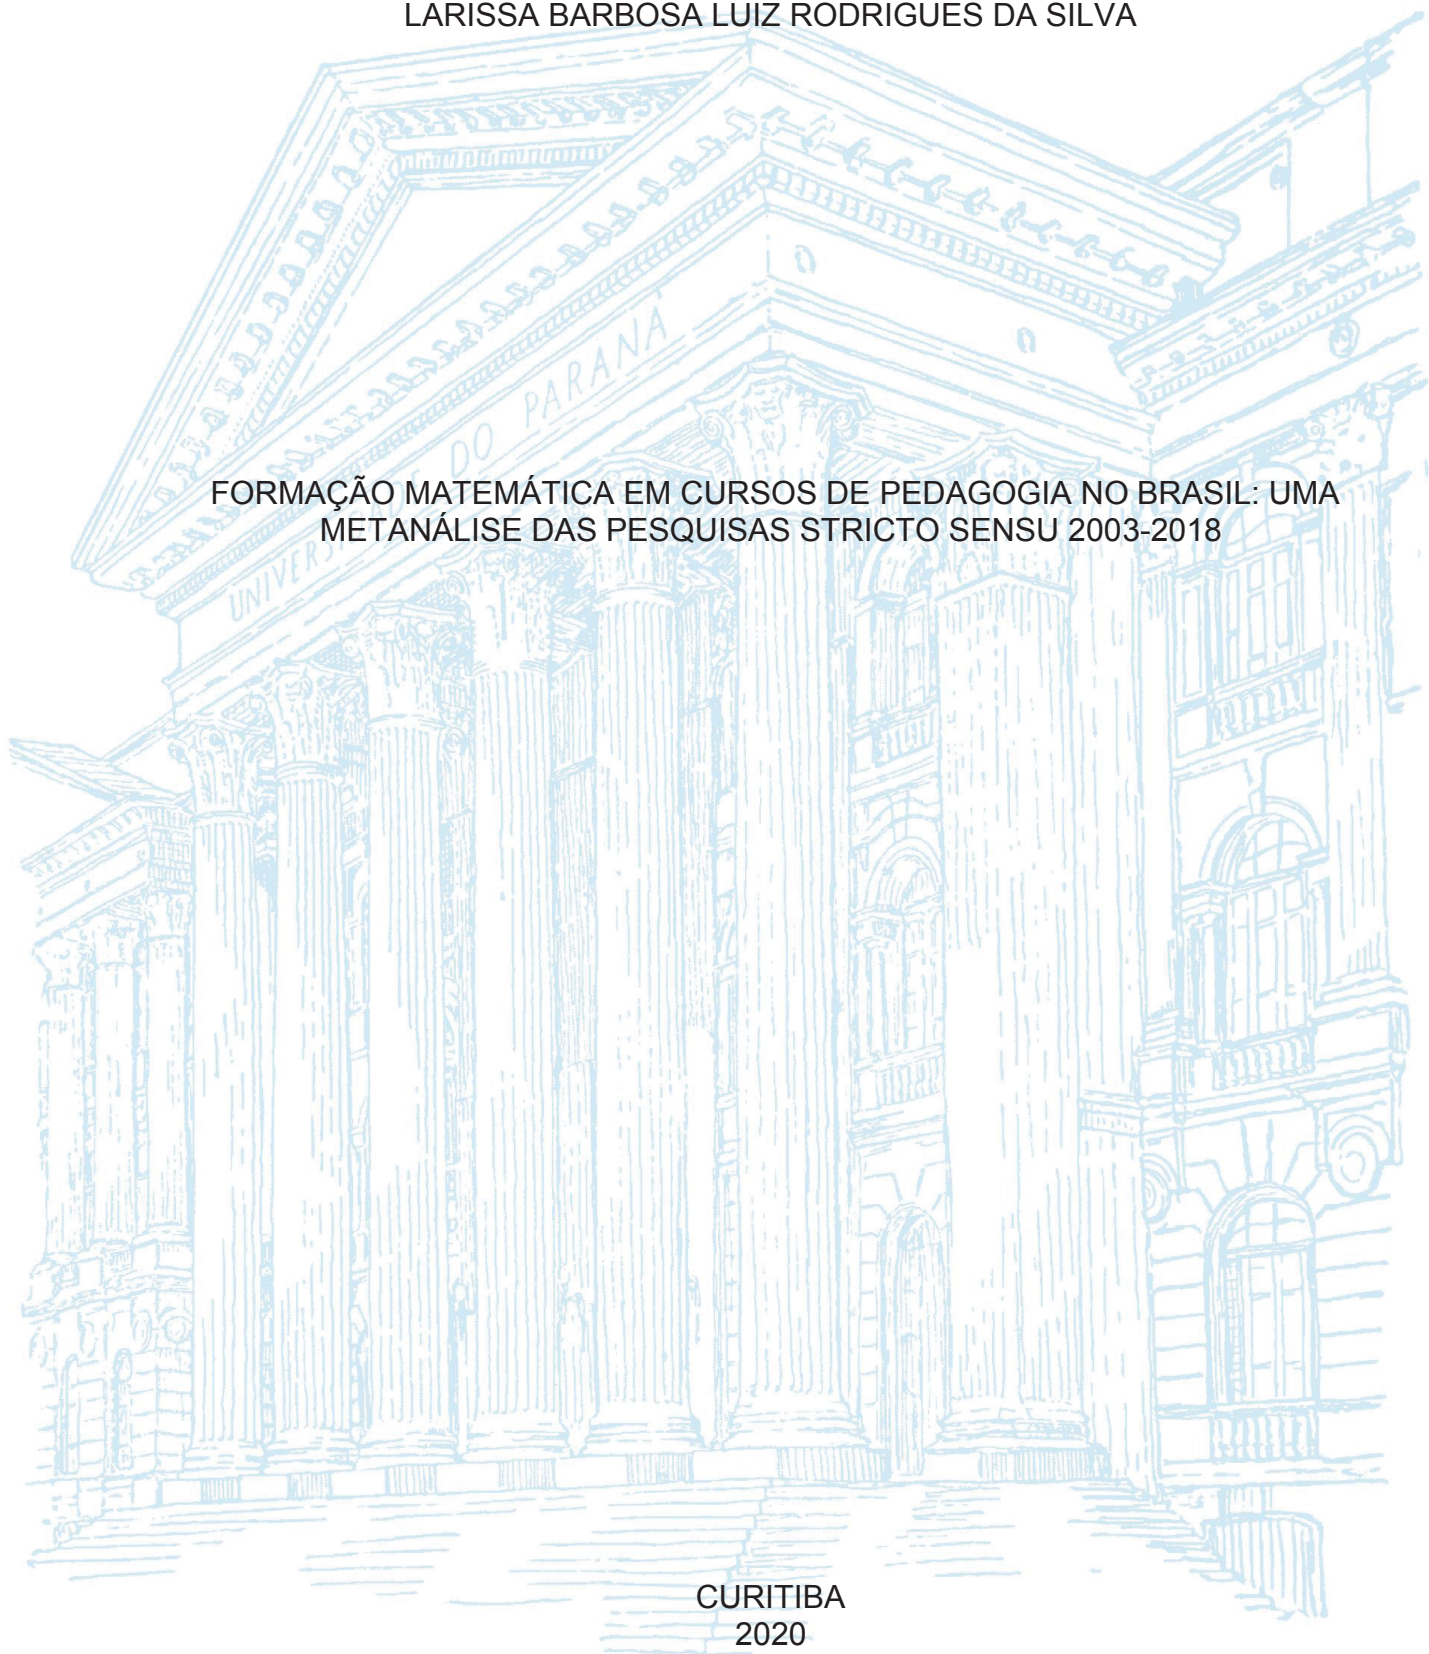 LARISSA BARBOSA LUIZ RODRIGUES DA SILVA
PARANÁ
DO
FORMAÇÃO MATEMÁTICA EM CURSOS DE PEDAGOGIA NO BRASIL: UMA
METANÁLISE DAS PESQUISAS STRICTO SENSU 2003-2018
CURITIBA
2020